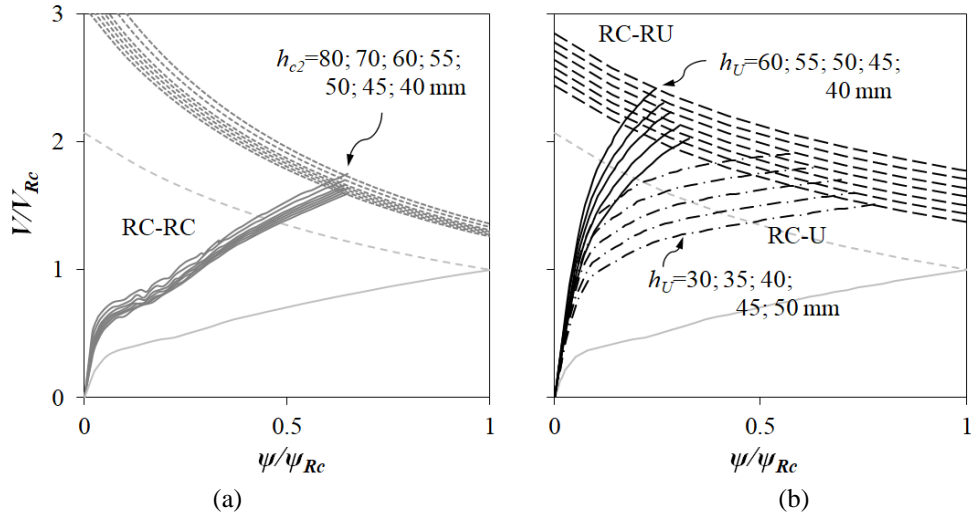 3
2
1
0
V/V_Rc
h_c2=80; 70; 60; 55;
50; 45; 40 mm
RC-RC
0
0.5
1
ψ/ψ_Rc
(a)
RC-RU
h_U=60; 55; 50; 45;
40 mm
RC-U
h_U=30; 35; 40;
45; 50 mm
0
0.5
1
ψ/ψ_Rc
(b)